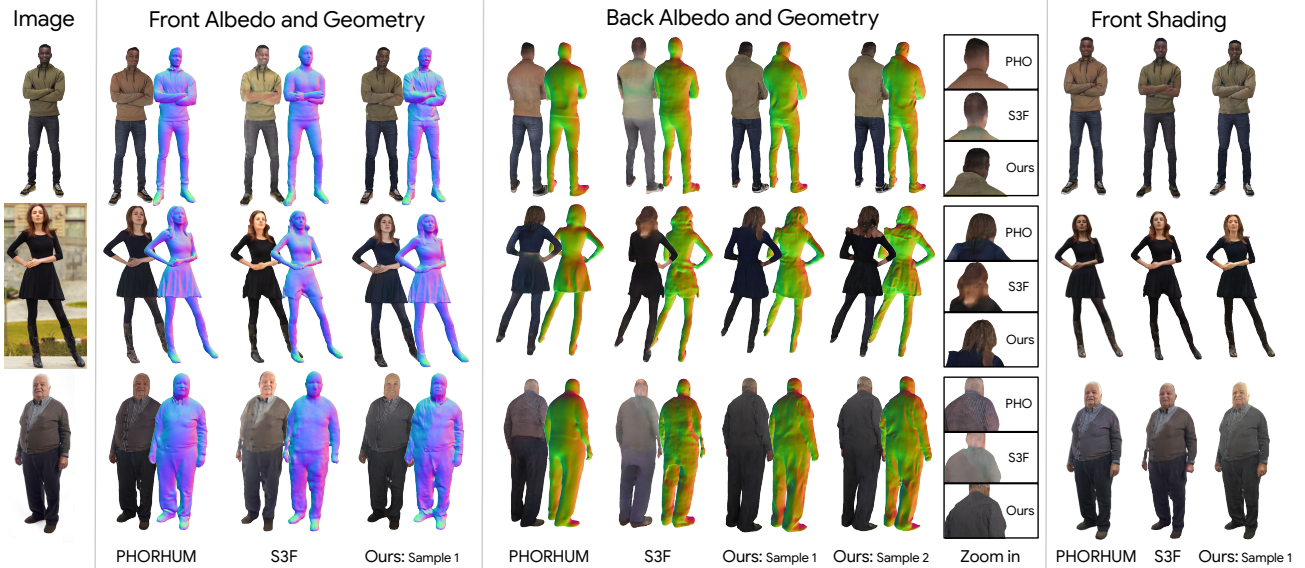 Image
Front Albedo and Geometry
Back Albedo and Geometry
Front Shading
PHO
S3F
Ours
PHO
S3F
Ours
PHO
S3F
Ours
PHORHUM
S3F
Ours: Sample 1
PHORHUM
S3F
Ours: Sample 1
Ours: Sample 2
Zoom in
PHORHUM
S3F
Ours: Sample 1